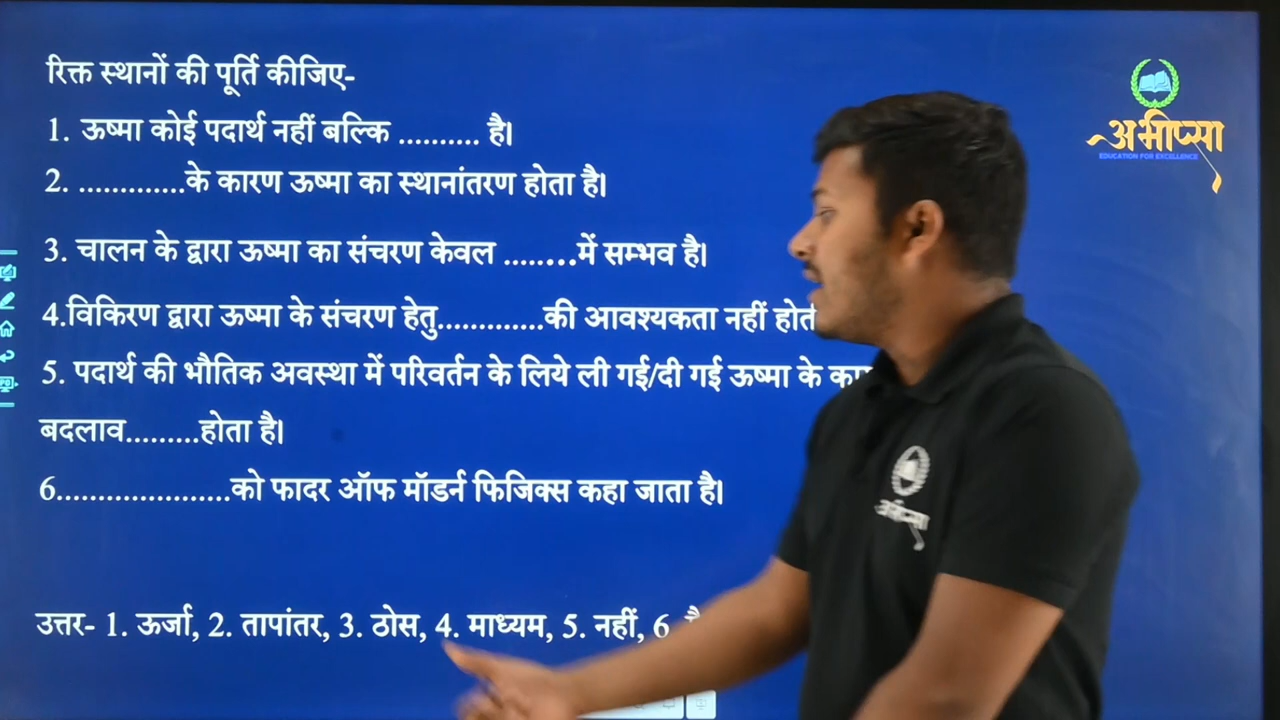 रिक्त स्थानों की पूर्ति कीजिए-
अभीप्सा
EDUCATION FOR EXCELLENCE
1. ऊष्मा कोई पदार्थ नहीं बल्कि .......... है।
2. .............के कारण ऊष्मा का स्थानांतरण होता है।
3. चालन के द्वारा ऊष्मा का संचरण केवल ........में सम्भव है।
4.विकिरण द्वारा ऊष्मा के संचरण हेतु.............की आवश्यकता नहीं
5. पदार्थ की भौतिक अवस्था में परिवर्तन के लिये ली गई/दी गई ऊष्मा के
बदलाव.........होता है।
6.....................को फादर ऑफ मॉडर्न फिजिक्स कहा जाता है।
उत्तर- 1. ऊर्जा, 2. तापांतर, 3. ठोस, 4. माध्यम, 5. नहीं, 6
अभीप्सा